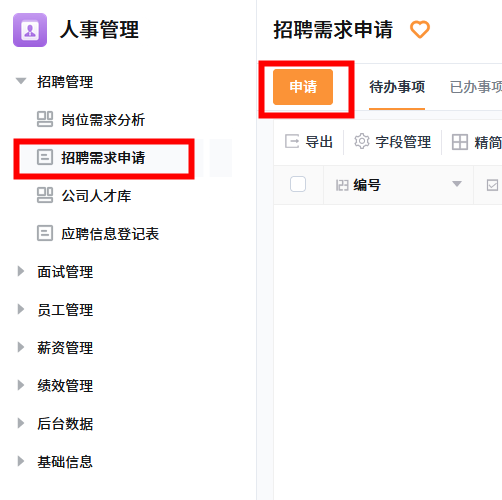 人事管理
招聘管理
岗位需求分析
招聘需求申请
公司人才库
应聘信息登记表
面试管理
员工管理
薪资管理
绩效管理
后台数据
基础信息
招聘需求申请
申请 待办事项 已办事项
导出 字段管理 精简
编号